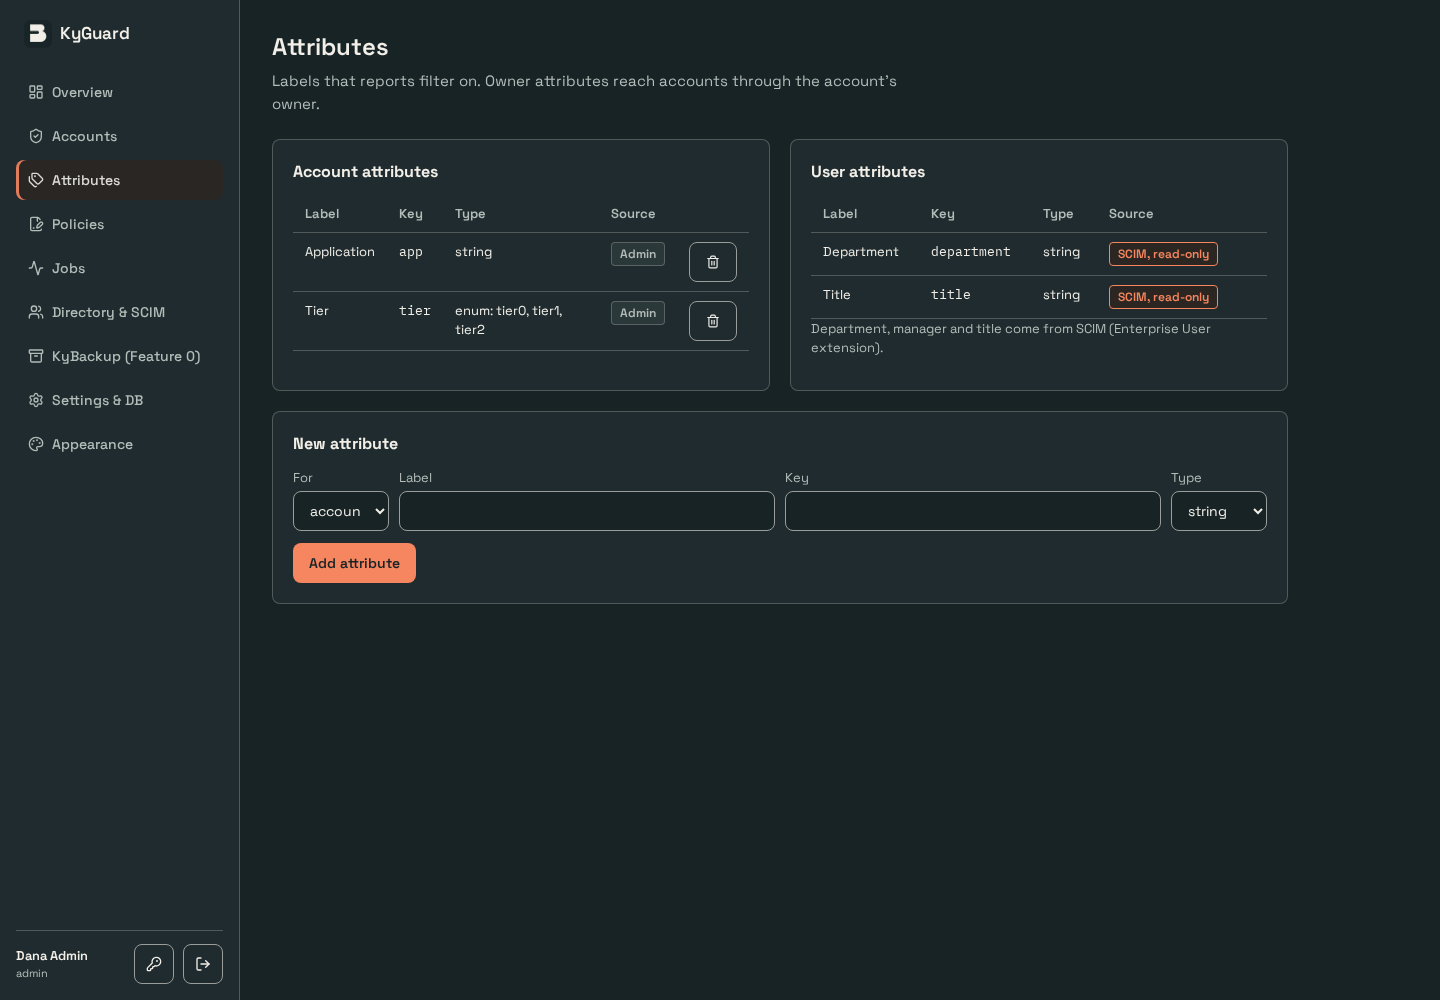 KyGuard
Overview
Accounts
Attributes
Policies
Jobs
Directory & SCIM
KyBackup (Feature 0)
Settings & DB
Appearance
Dana Admin
admin
Attributes
Labels that reports filter on. Owner attributes reach accounts through the account's
owner.
Account attributes
Label Key Type Source
Application app string Admin
Tier tier enum: tier0, tier1, Admin
tier2
User attributes
Label Key Type Source
Department department string SCIM, read-only
Title title string SCIM, read-only
Department, manager and title come from SCIM (Enterprise User
extension).
New attribute
For Label Key Type
accoun string
Add attribute